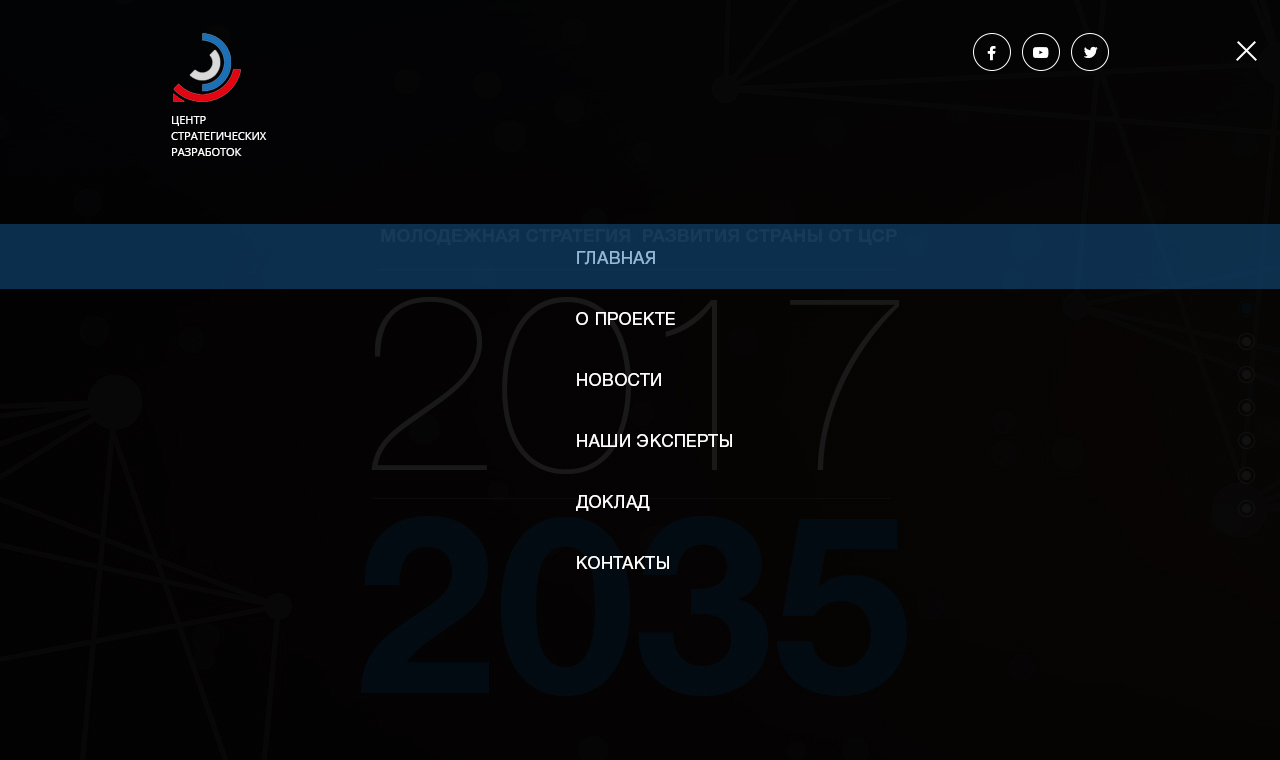 ЦЕНТР
СТРАТЕГИЧЕСКИХ
РАЗРАБОТОК
МОЛОДЕЖНАЯ СТРАТЕГИЯ РАЗВИТИЯ СТРАНЫ ОТ ЦСР
ГЛАВНАЯ
2017
О ПРОЕКТЕ
НОВОСТИ
НАШИ ЭКСПЕРТЫ
ДОКЛАД
2035
КОНТАКТЫ